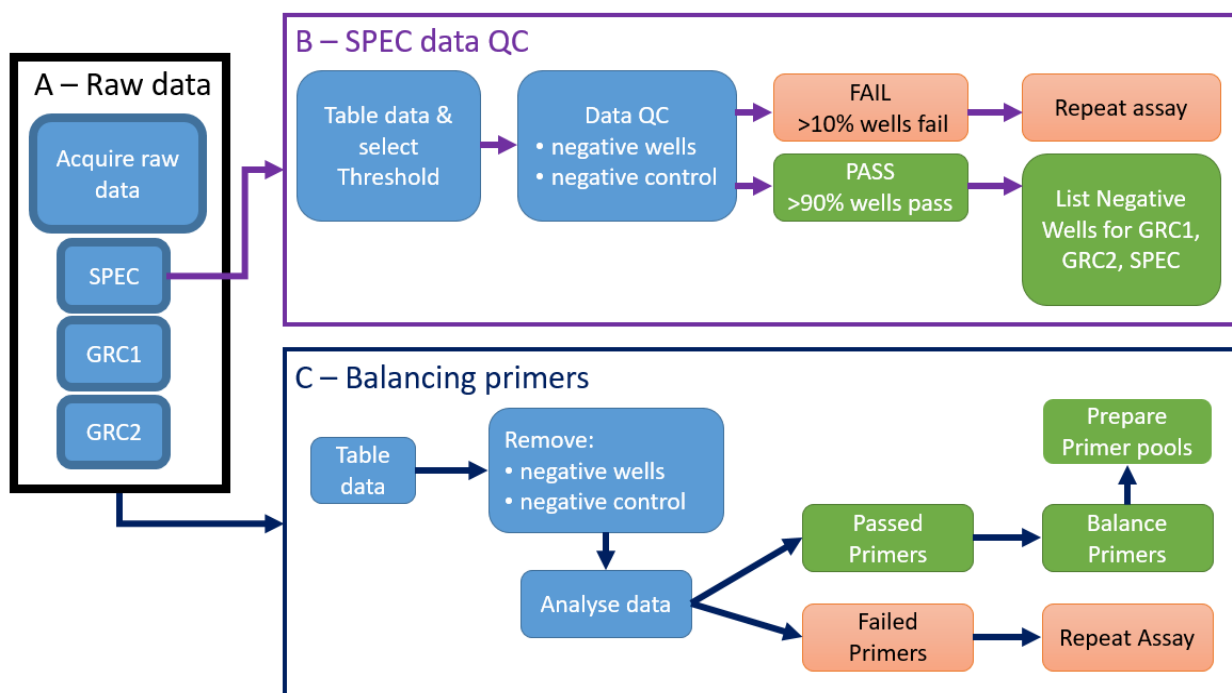 A – Raw data
Acquire raw
data
SPEC
GRC1
GRC2
B – SPEC data QC
Table data &
select
Threshold
Data QC
• negative wells
• negative control
FAIL
>10% wells fail
Repeat assay
PASS
>90% wells pass
List Negative
Wells for GRC1,
GRC2, SPEC
C – Balancing primers
Table
data
Remove:
• negative wells
• negative control
Analyse data
Passed
Primers
Balance
Primers
Prepare
Primer pools
Failed
Primers
Repeat Assay